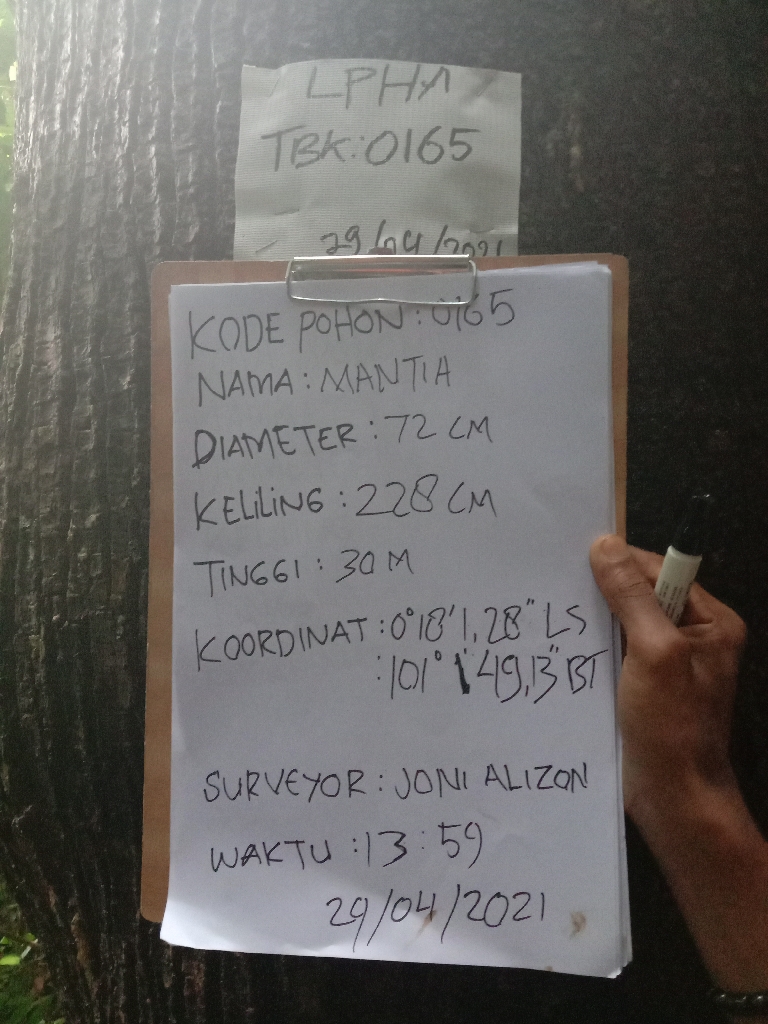 LPHA
TBK:0165
29/04/2021
KODE POHON : 0165
NAMA : MANTIA
DIAMETER : 72 CM
KELILING : 228 CM
TINGGI : 30 M
KOORDINAT : 0°18'1,28" LS
: 101° 1' 49,13" BT
SURVEYOR : JONI ALIZON
WAKTU : 13 : 59
29/04/2021